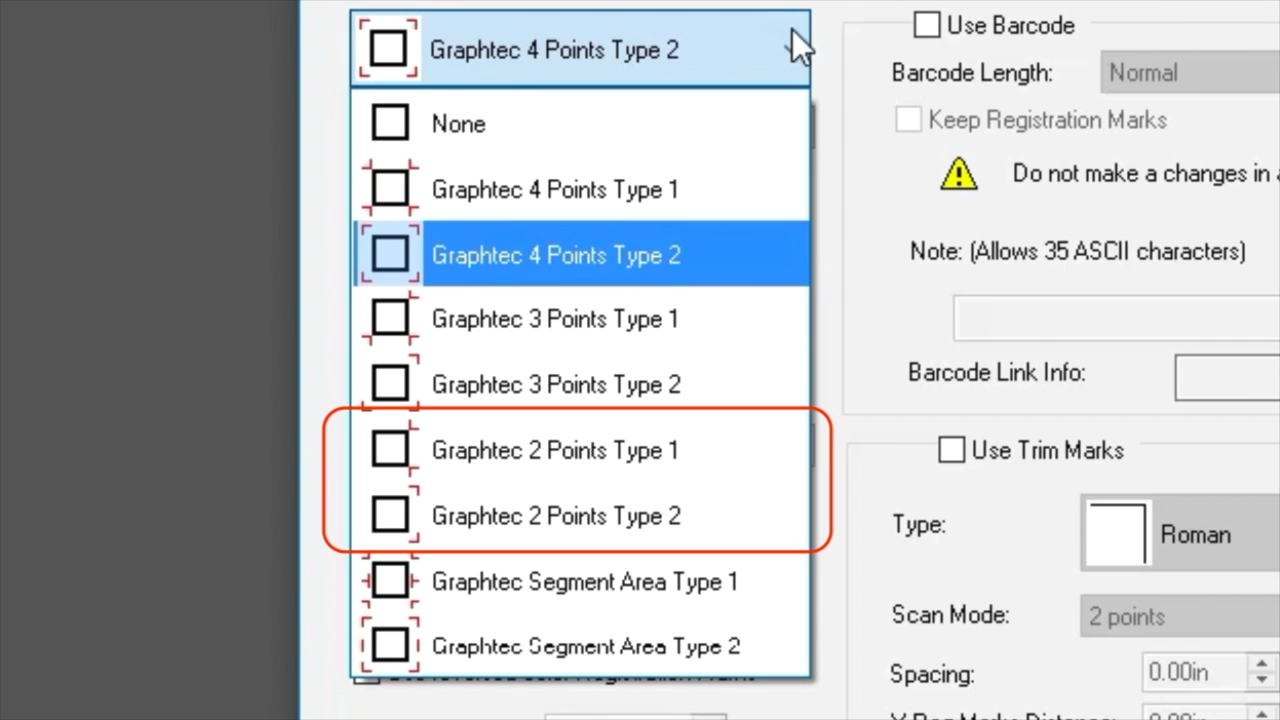 Graphtec 4 Points Type 2
None
Graphtec 4 Points Type 1
Graphtec 4 Points Type 2
Graphtec 3 Points Type 1
Graphtec 3 Points Type 2
Graphtec 2 Points Type 1
Graphtec 2 Points Type 2
Graphtec Segment Area Type 1
Graphtec Segment Area Type 2
Use Barcode
Barcode Length: Normal
Keep Registration Marks
Do not make a changes in
Note: (Allows 35 ASCII characters)
Barcode Link Info:
Use Trim Marks
Type: Roman
Scan Mode: 2 points
Spacing: 0.00in